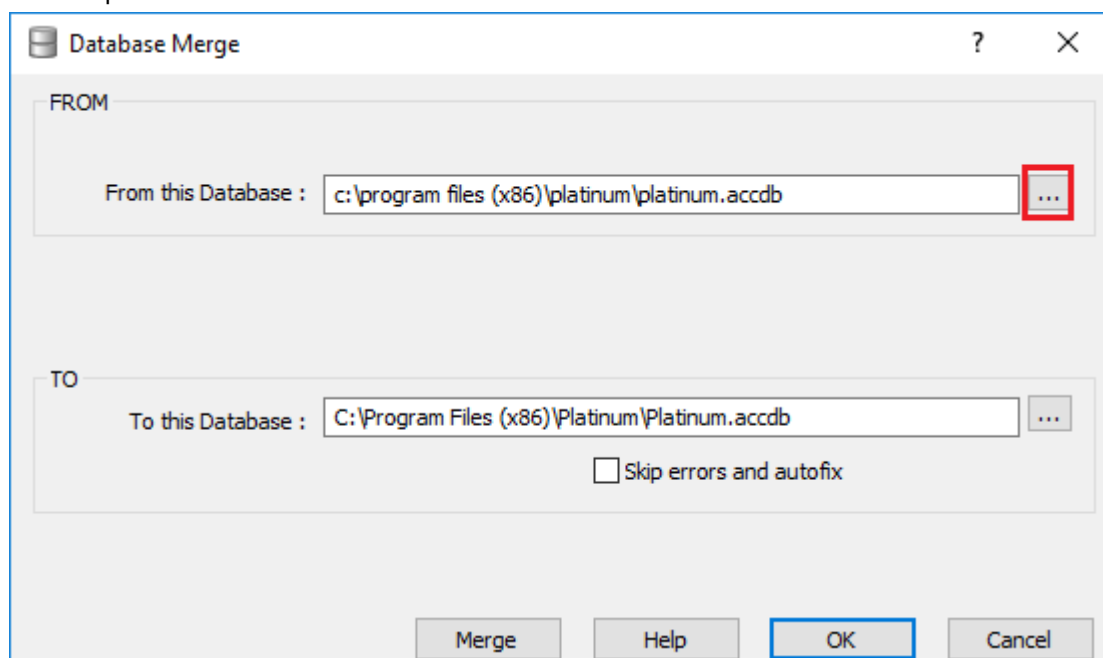 Database Merge ?
FROM
From this Database : c:\program files (x86)\platinum\platinum.accdb ...
TO
To this Database : C:\Program Files (x86)\Platinum\Platinum.accdb ...
Skip errors and autofix
Merge Help OK Cancel